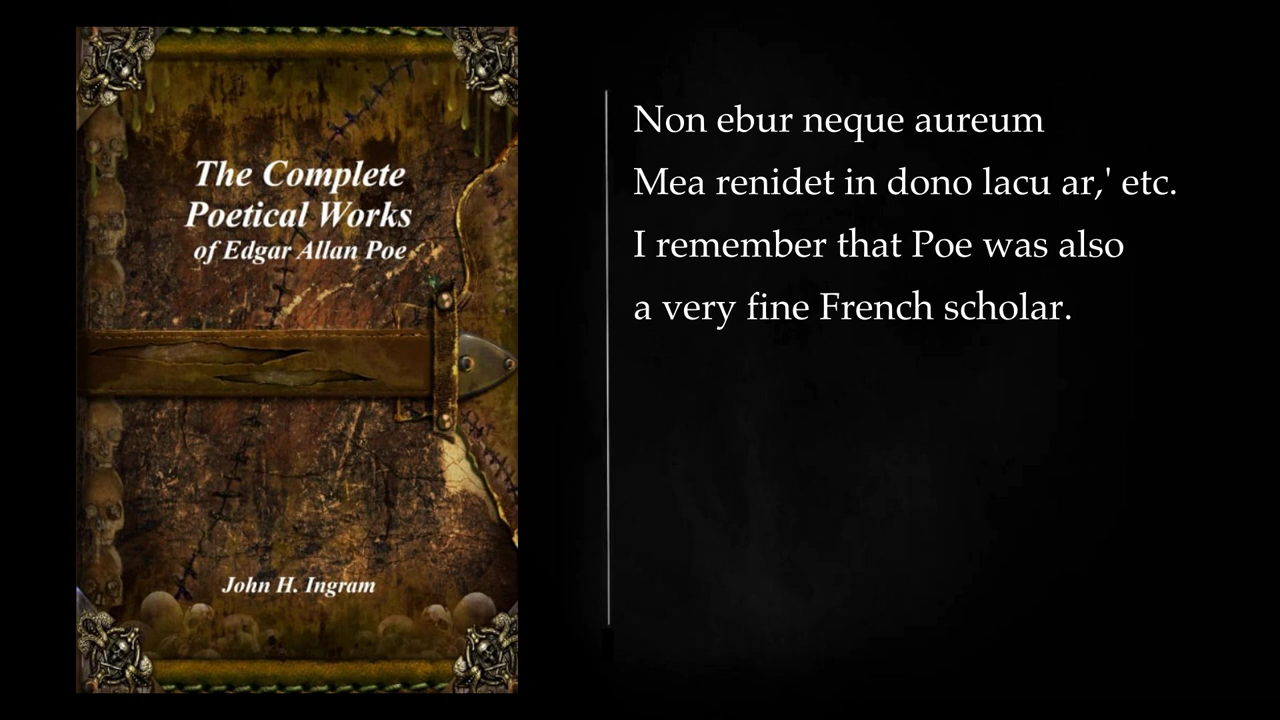 The Complete
Poetical Works
of Edgar Allan Poe
John H. Ingram
Non ebur neque aureum
Mea renidet in dono lacu ar,' etc.
I remember that Poe was also
a very fine French scholar.